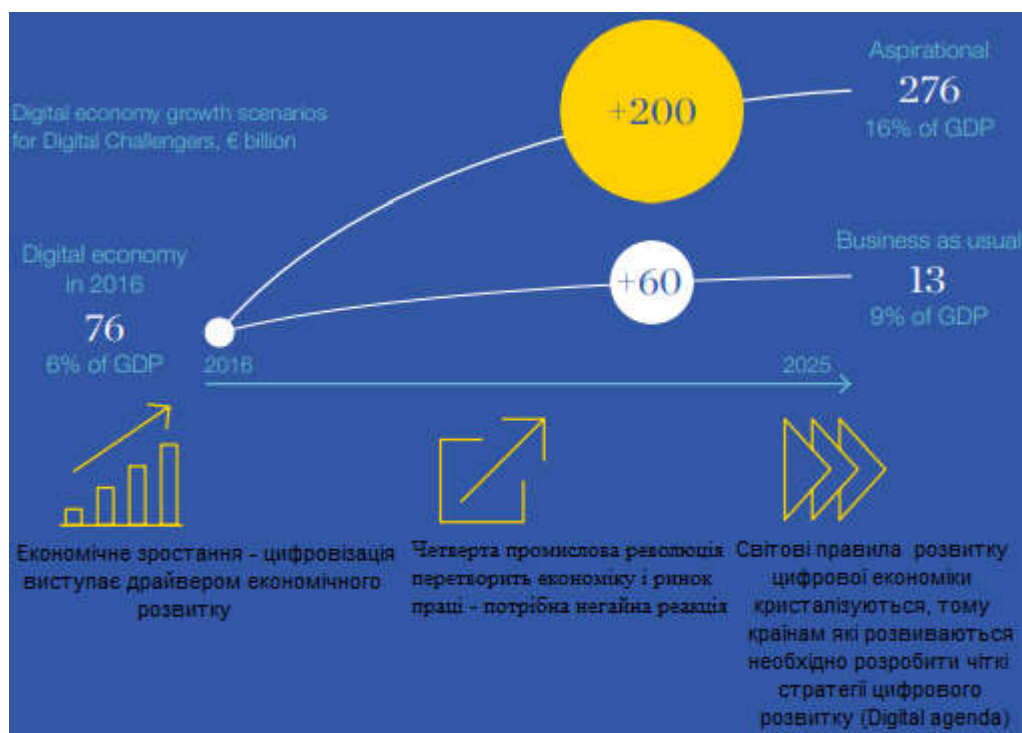 Aspirational
276
16% of GDP
+200
Digital economy growth scenarios
for Digital Challengers, € billion
Business as usual
13
9% of GDP
+60
Digital economy
in 2016
76
6% of GDP
2016
2025
Економічне зростання - цифровізація
виступає драйвером економічного
розвитку
Четверта промислова революція
перетворить економіку і ринок
праці - потрібна негайна реакція
Світові правила розвитку
цифрової економіки
кристалізуються, тому
країнам які розвиваються
необхідно розробити чіткі
стратегії цифрового
розвитку (Digital agenda)